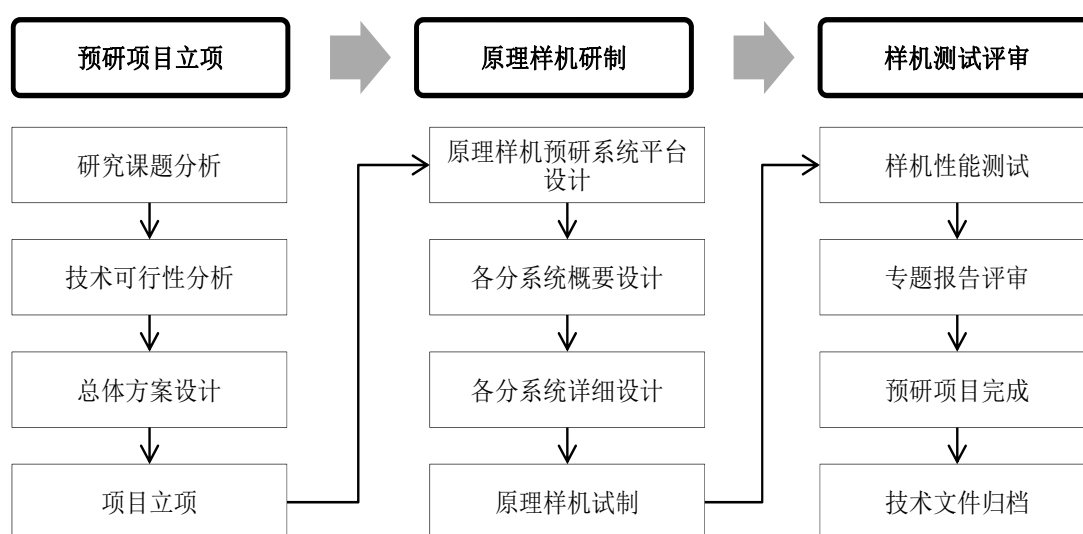 预研项目立项
原理样机研制
样机测试评审
研究课题分析
技术可行性分析
总体方案设计
项目立项
原理样机预研系统平台
设计
各分系统概要设计
各分系统详细设计
原理样机试制
样机性能测试
专题报告评审
预研项目完成
技术文件归档